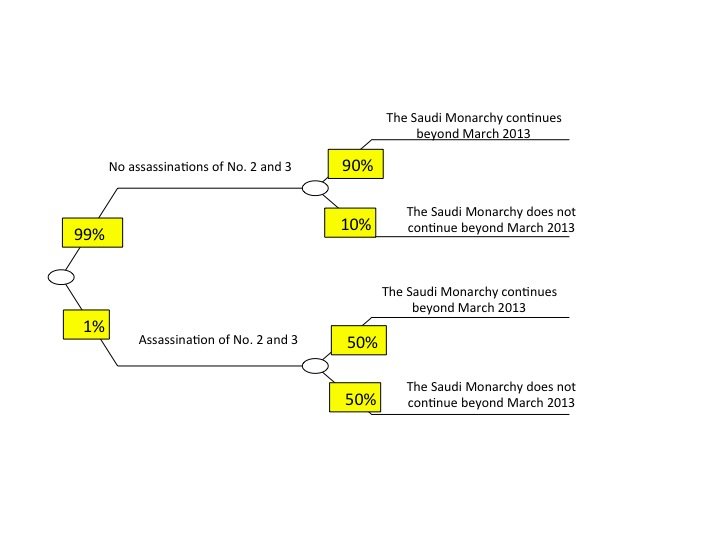 The Saudi Monarchy continues
beyond March 2013
No assassinations of No. 2 and 3
90%
The Saudi Monarchy does not
continue beyond March 2013
10%
99%
The Saudi Monarchy continues
beyond March 2013
1%
Assassination of No. 2 and 3
50%
The Saudi Monarchy does not
continue beyond March 2013
50%